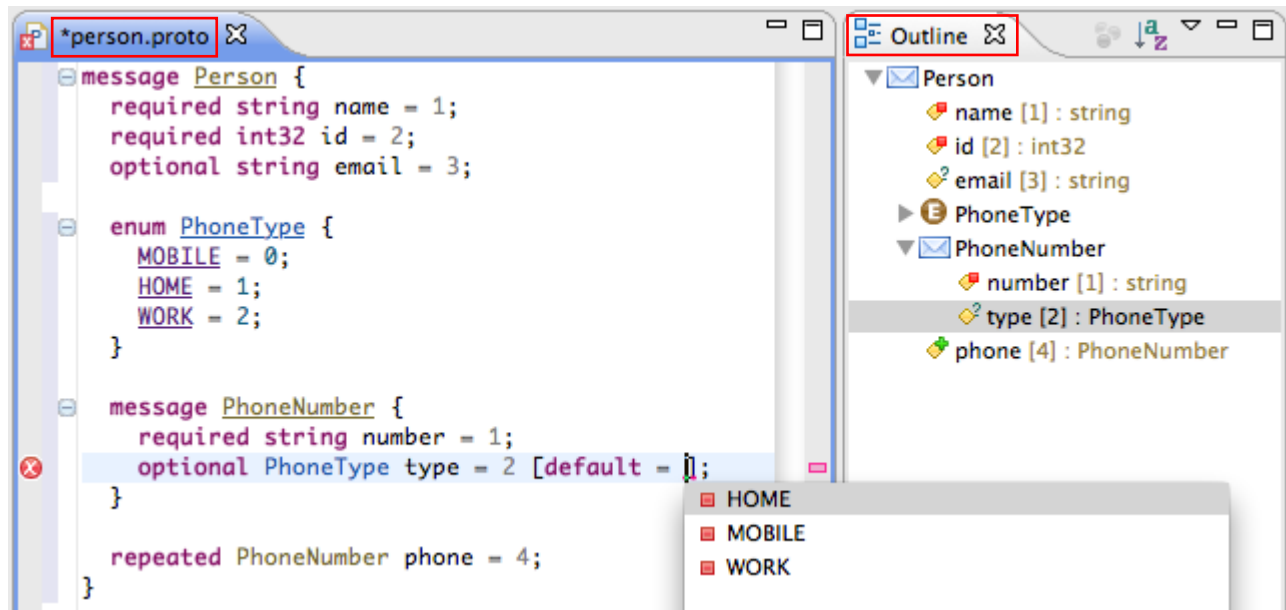 *person.proto
message Person {
required string name = 1;
required int32 id = 2;
optional string email = 3;
enum PhoneType {
MOBILE = 0;
HOME = 1;
WORK = 2;
}
message PhoneNumber {
required string number = 1;
optional PhoneType type = 2 [default = ];
}
repeated PhoneNumber phone = 4;
}
HOME
MOBILE
WORK
Outline
Person
name [1] : string
id [2] : int32
email [3] : string
E PhoneType
PhoneNumber
number [1] : string
type [2] : PhoneType
phone [4] : PhoneNumber